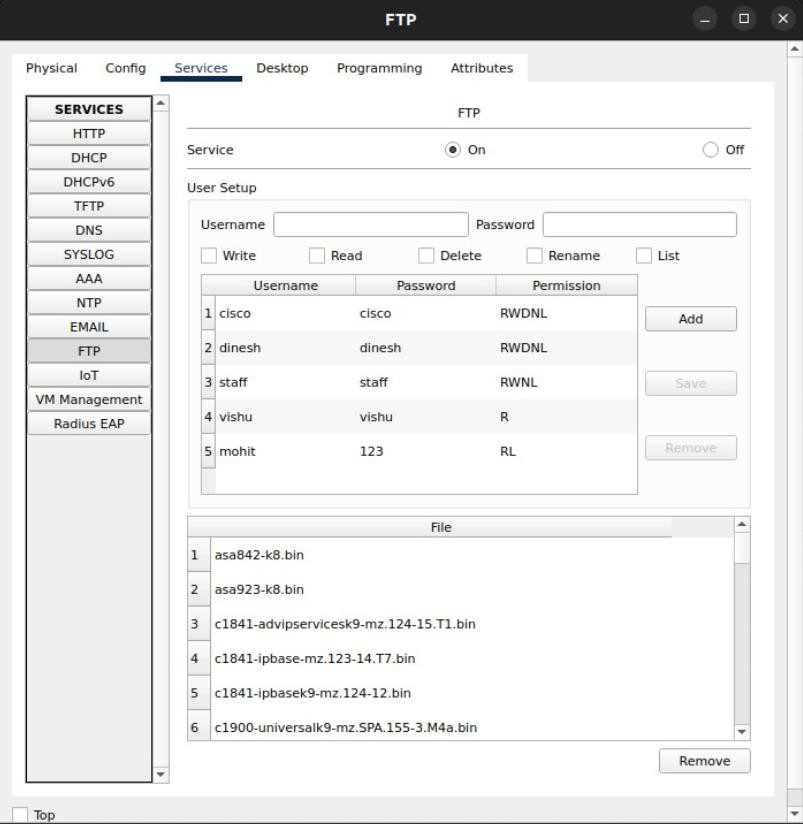 FTP
Physical Config Services Desktop Programming Attributes
SERVICES
HTTP
DHCP
DHCPv6
TFTP
DNS
SYSLOG
AAA
NTP
EMAIL
FTP
IoT
VM Management
Radius EAP
FTP
Service On Off
User Setup
Username Password
Write Read Delete Rename List
Username Password Permission
1 cisco cisco RWDNL
2 dinesh dinesh RWDNL
3 staff staff RWNL
4 vishu vishu R
5 mohit 123 RL
Add
Save
Remove
File
1 asa842-k8.bin
2 asa923-k8.bin
3 c1841-advipservicesk9-mz.124-15.T1.bin
4 c1841-ipbase-mz.123-14.T7.bin
5 c1841-ipbasek9-mz.124-12.bin
6 c1900-universalk9-mz.SPA.155-3.M4a.bin
Remove
Top